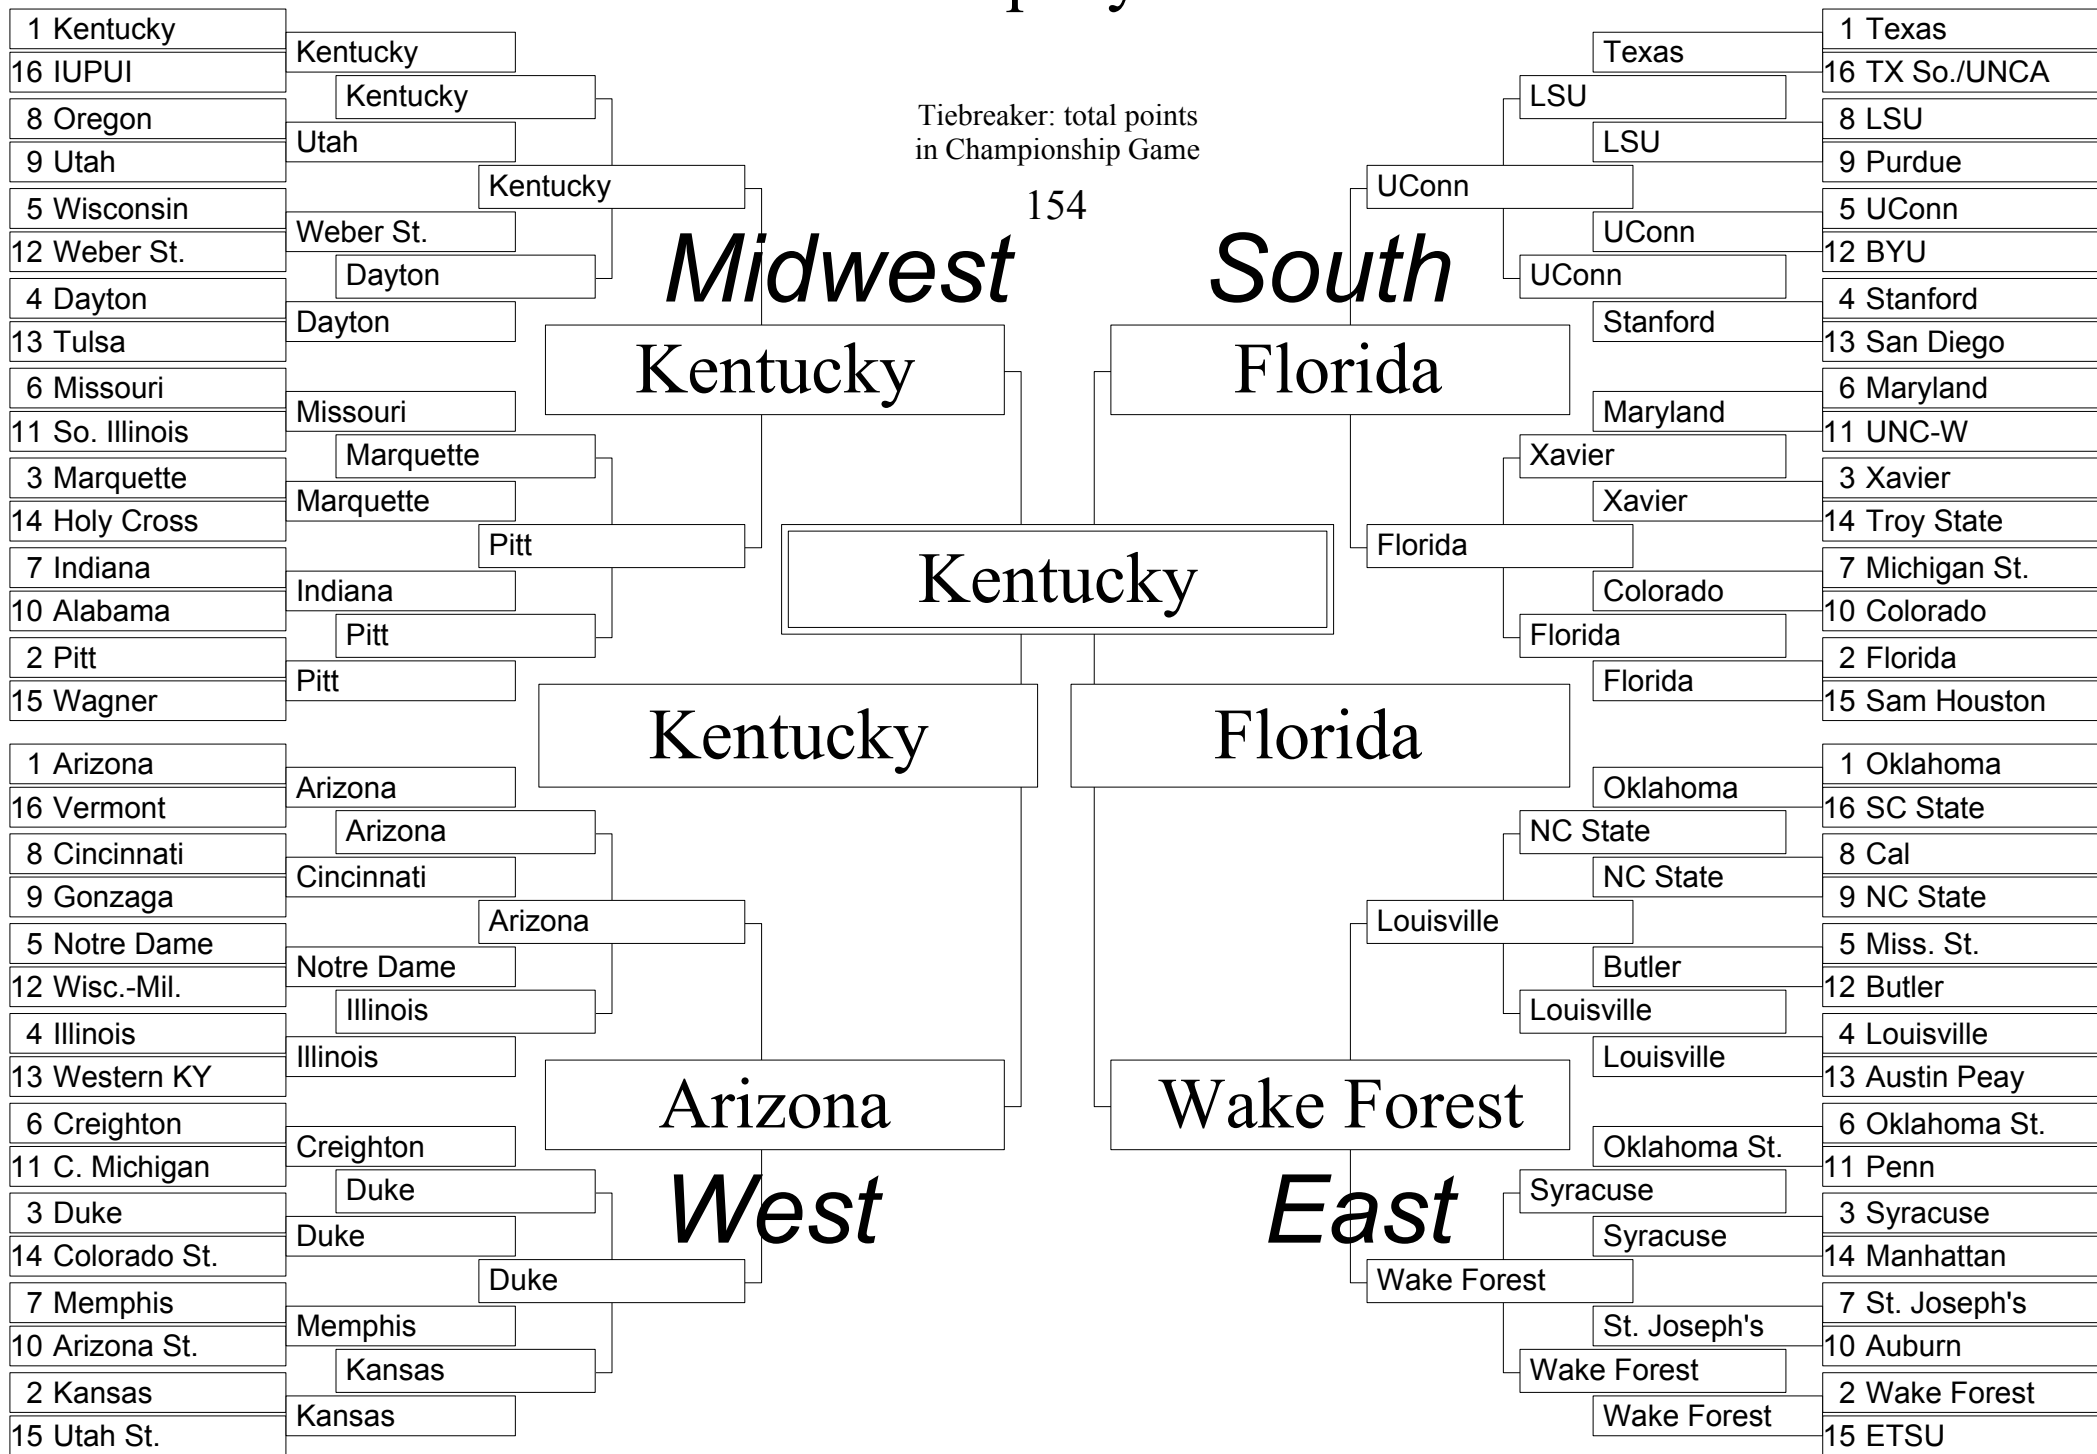 1 Kentucky
16 IUPUI
8 Oregon
9 Utah
5 Wisconsin
12 Weber St.
4 Dayton
13 Tulsa
6 Missouri
11 So. Illinois
3 Marquette
14 Holy Cross
7 Indiana
10 Alabama
2 Pitt
15 Wagner
Kentucky
Utah
Weber St.
Dayton
Missouri
Marquette
Indiana
Pitt
Kentucky
Dayton
Marquette
Pitt
Kentucky
Pitt
Midwest
Kentucky
1 Arizona
16 Vermont
8 Cincinnati
9 Gonzaga
5 Notre Dame
12 Wisc.-Mil.
4 Illinois
13 Western KY
6 Creighton
11 C. Michigan
3 Duke
14 Colorado St.
7 Memphis
10 Arizona St.
2 Kansas
15 Utah St.
Arizona
Cincinnati
Notre Dame
Illinois
Creighton
Duke
Memphis
Kansas
Arizona
Illinois
Duke
Kansas
Arizona
Duke
Arizona
West
Tiebreaker: total points
in Championship Game
154
Kentucky
Kentucky
Florida
South
Florida
UConn
Florida
LSU
UConn
Xavier
Florida
Texas
LSU
UConn
Stanford
Maryland
Xavier
Colorado
Florida
1 Texas
16 TX So./UNCA
8 LSU
9 Purdue
5 UConn
12 BYU
4 Stanford
13 San Diego
6 Maryland
11 UNC-W
3 Xavier
14 Troy State
7 Michigan St.
10 Colorado
2 Florida
15 Sam Houston
Wake Forest
East
Louisville
Wake Forest
NC State
Louisville
Syracuse
Wake Forest
Oklahoma
NC State
Butler
Louisville
Oklahoma St.
Syracuse
St. Joseph's
Wake Forest
1 Oklahoma
16 SC State
8 Cal
9 NC State
5 Miss. St.
12 Butler
4 Louisville
13 Austin Peay
6 Oklahoma St.
11 Penn
3 Syracuse
14 Manhattan
7 St. Joseph's
10 Auburn
2 Wake Forest
15 ETSU